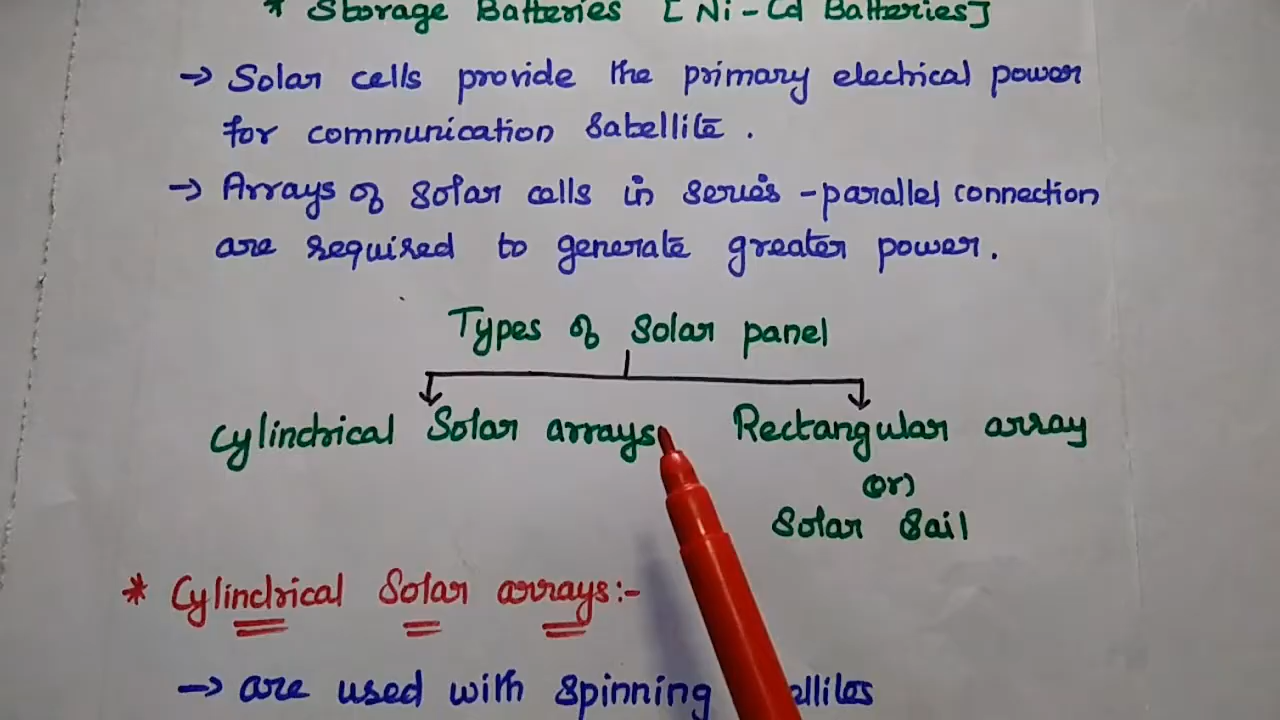 * Storage Batteries [Ni-Cd Batteries]
→ Solar cells provide the primary electrical power
for communication Satellite .
→ Arrays of Solar cells in series - parallel connection
are required to generate greater power .
Types of Solar panel
Cylindrical Solar arrays Rectangular array
(or)
Solar Sail
* Cylindrical Solar arrays:-
→ are used with spinning